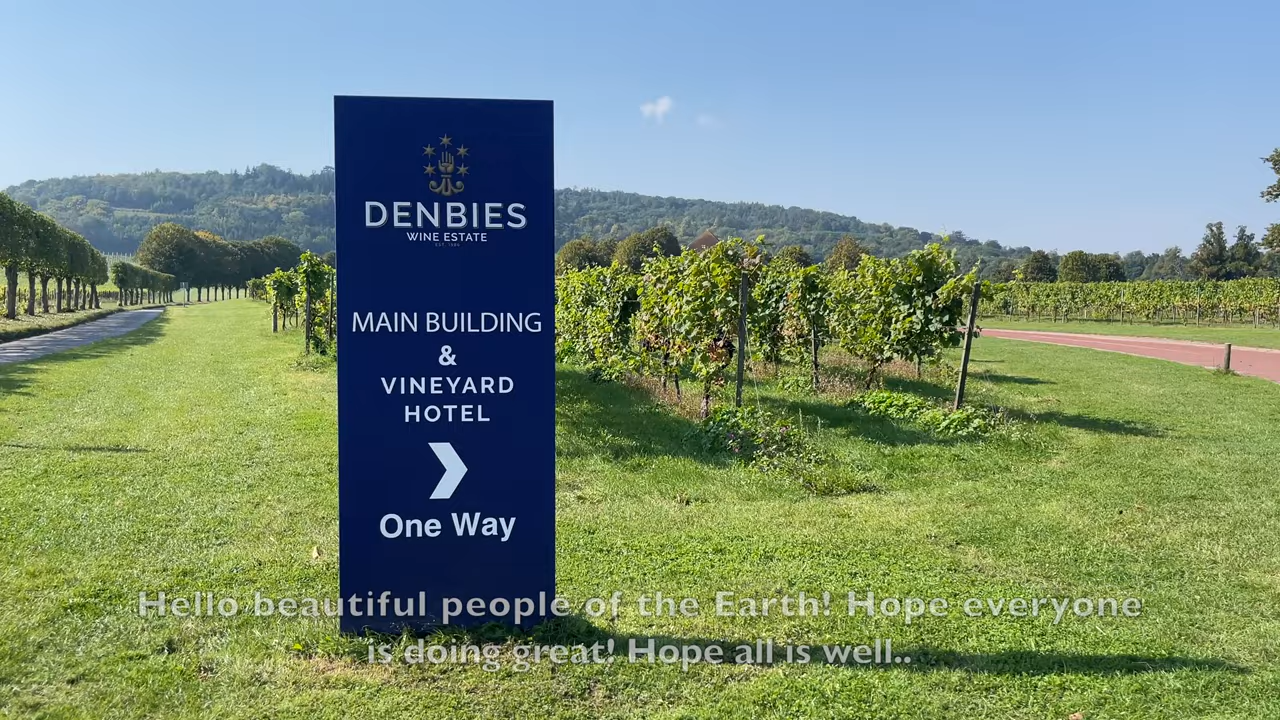 DENBIES
WINE ESTATE
MAIN BUILDING
&
VINEYARD
HOTEL
One Way
Hello beautiful people of the Earth! Hope everyone
is doing great! Hope all is well..